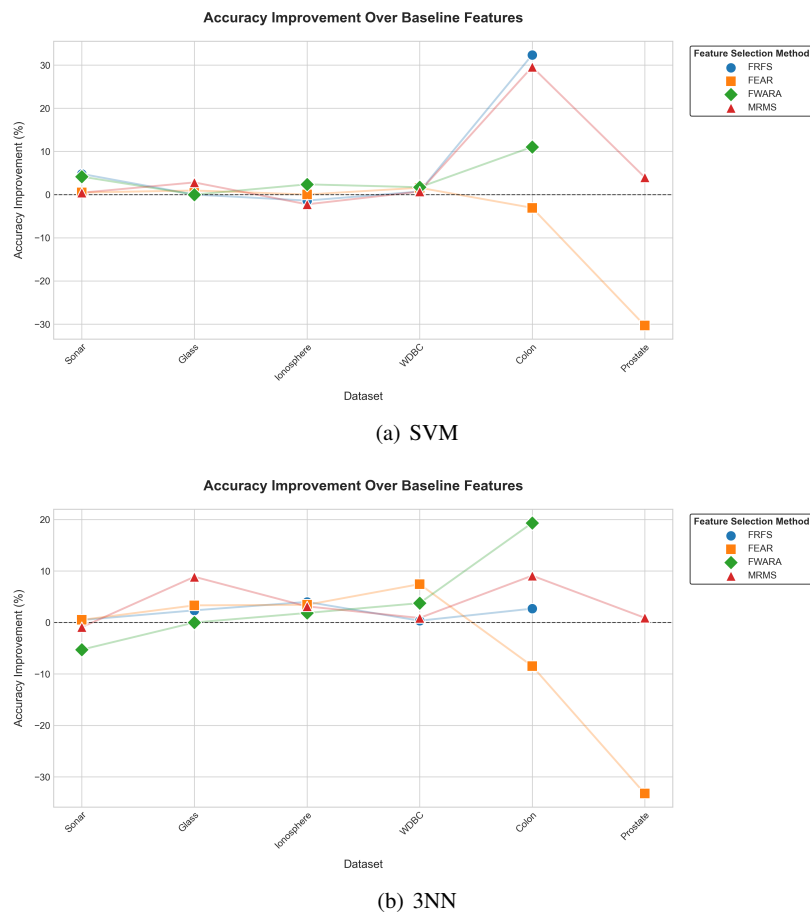 Accuracy Improvement Over Baseline Features
Feature Selection Method
FRFS
FEAR
FWARA
MRMS
Accuracy Improvement (%)
30
20
10
0
−10
−20
−30
Sonar
Glass
Ionosphere
WDBC
Colon
Prostate
Dataset
(a) SVM
Accuracy Improvement Over Baseline Features
Feature Selection Method
FRFS
FEAR
FWARA
MRMS
Accuracy Improvement (%)
20
10
0
−10
−20
−30
Sonar
Glass
Ionosphere
WDBC
Colon
Prostate
Dataset
(b) 3NN